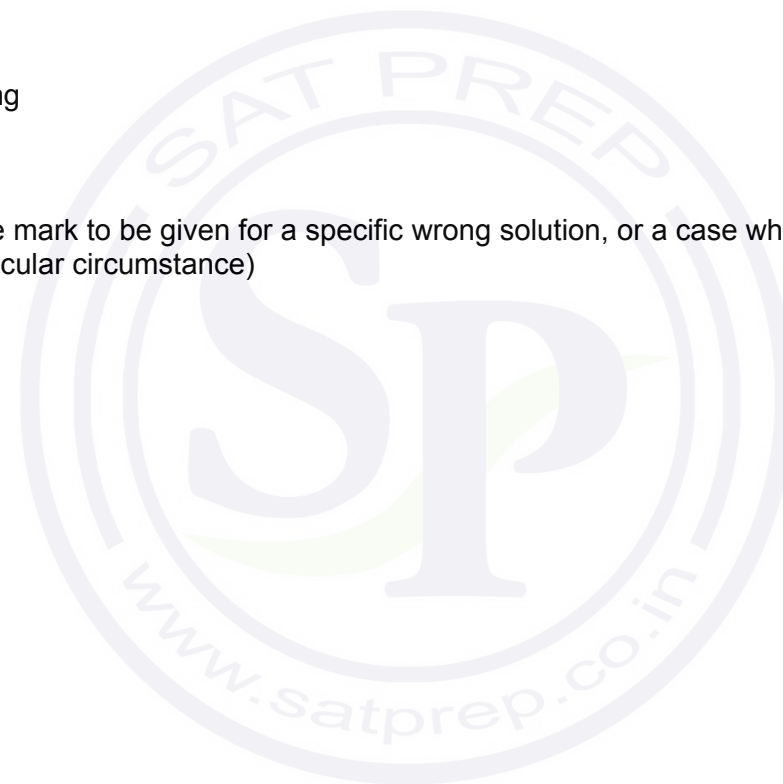 ng
SAT PREP
e mark to be given for a specific wrong solution, or a case wh
cular circumstance)
SP
www.satprep.co.in